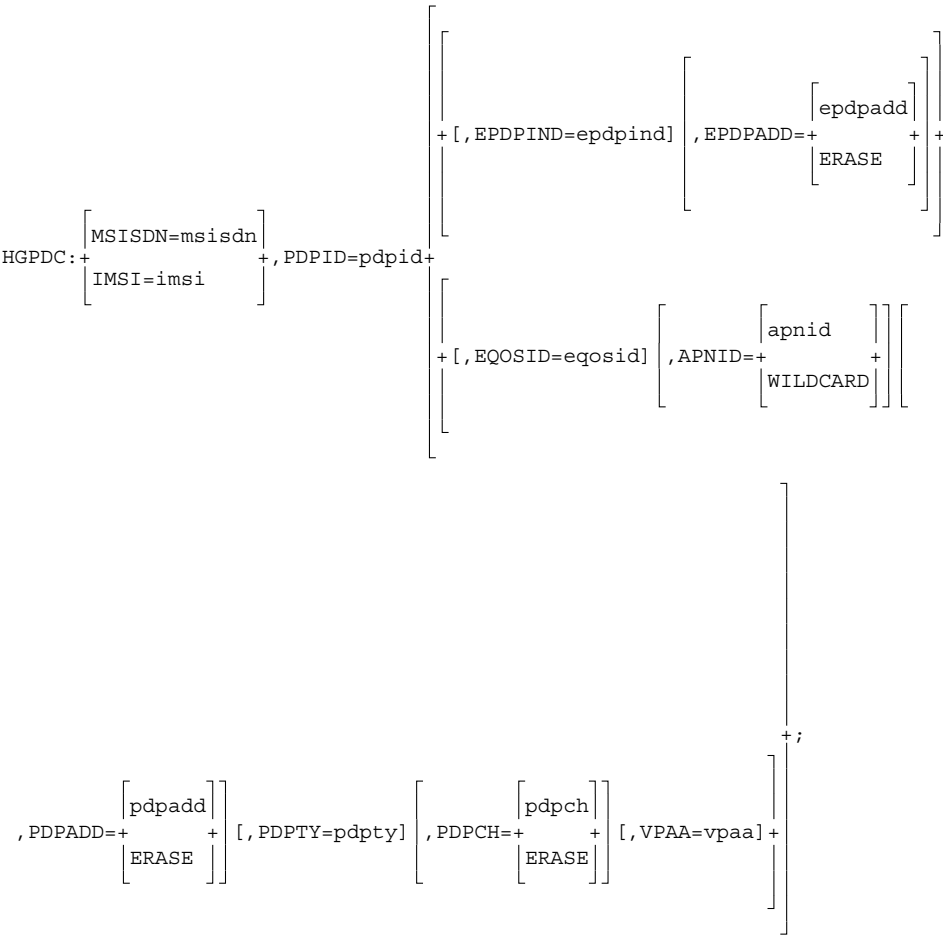 epdpadd
+[,EPDPIND=epdpind] ,EPDPADD=+ + +
ERASE
MSISDN=msisdn
HGPDC:+ +,PDPID=pdpid+
IMSI=imsi
apnid
+[,EQOSID=eqosid] ,APNID=+ +
WILDCARD
+;
pdpadd pdpch
,PDPADD=+ + [,PDPTY=pdpty] ,PDPCH=+ + [,VPAA=vpaa]+
ERASE ERASE